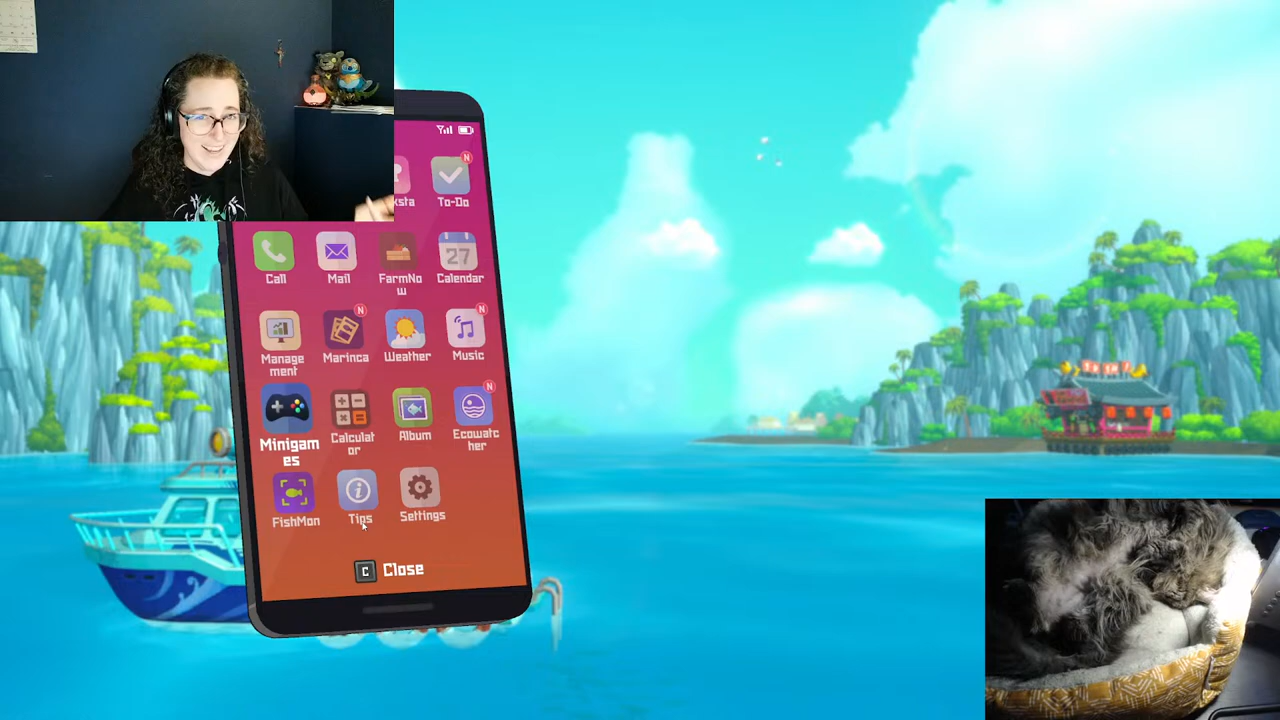 ksta
To-Do
Call
Mail
FarmNo
w
27
Calendar
Manage
ment
Marinca
Weather
Music
Minigam
es
Calculat
or
Album
Ecowatc
her
FishMon
Tips
Settings
C Close
N
N
N
N